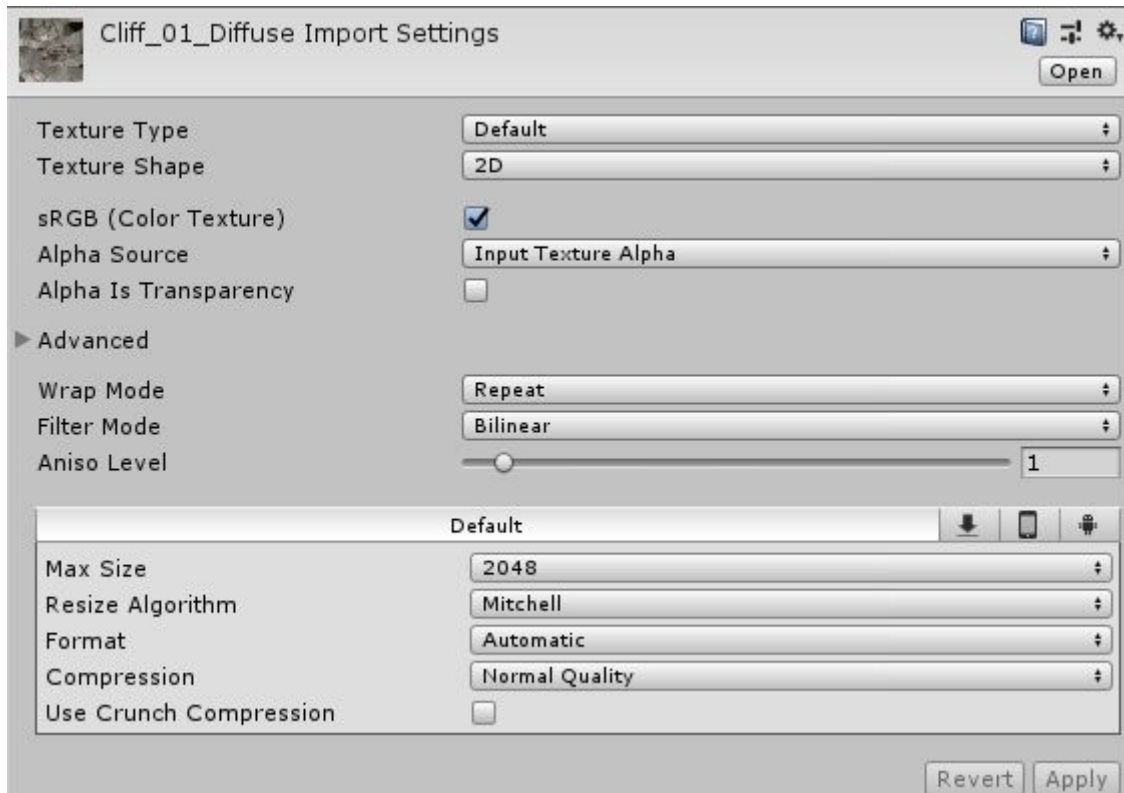 Cliff_01_Diffuse Import Settings
Open
Texture Type Default
Texture Shape 2D
sRGB (Color Texture)
Alpha Source Input Texture Alpha
Alpha Is Transparency
Advanced
Wrap Mode Repeat
Filter Mode Bilinear
Aniso Level 1
Default
Max Size 2048
Resize Algorithm Mitchell
Format Automatic
Compression Normal Quality
Use Crunch Compression
Revert Apply